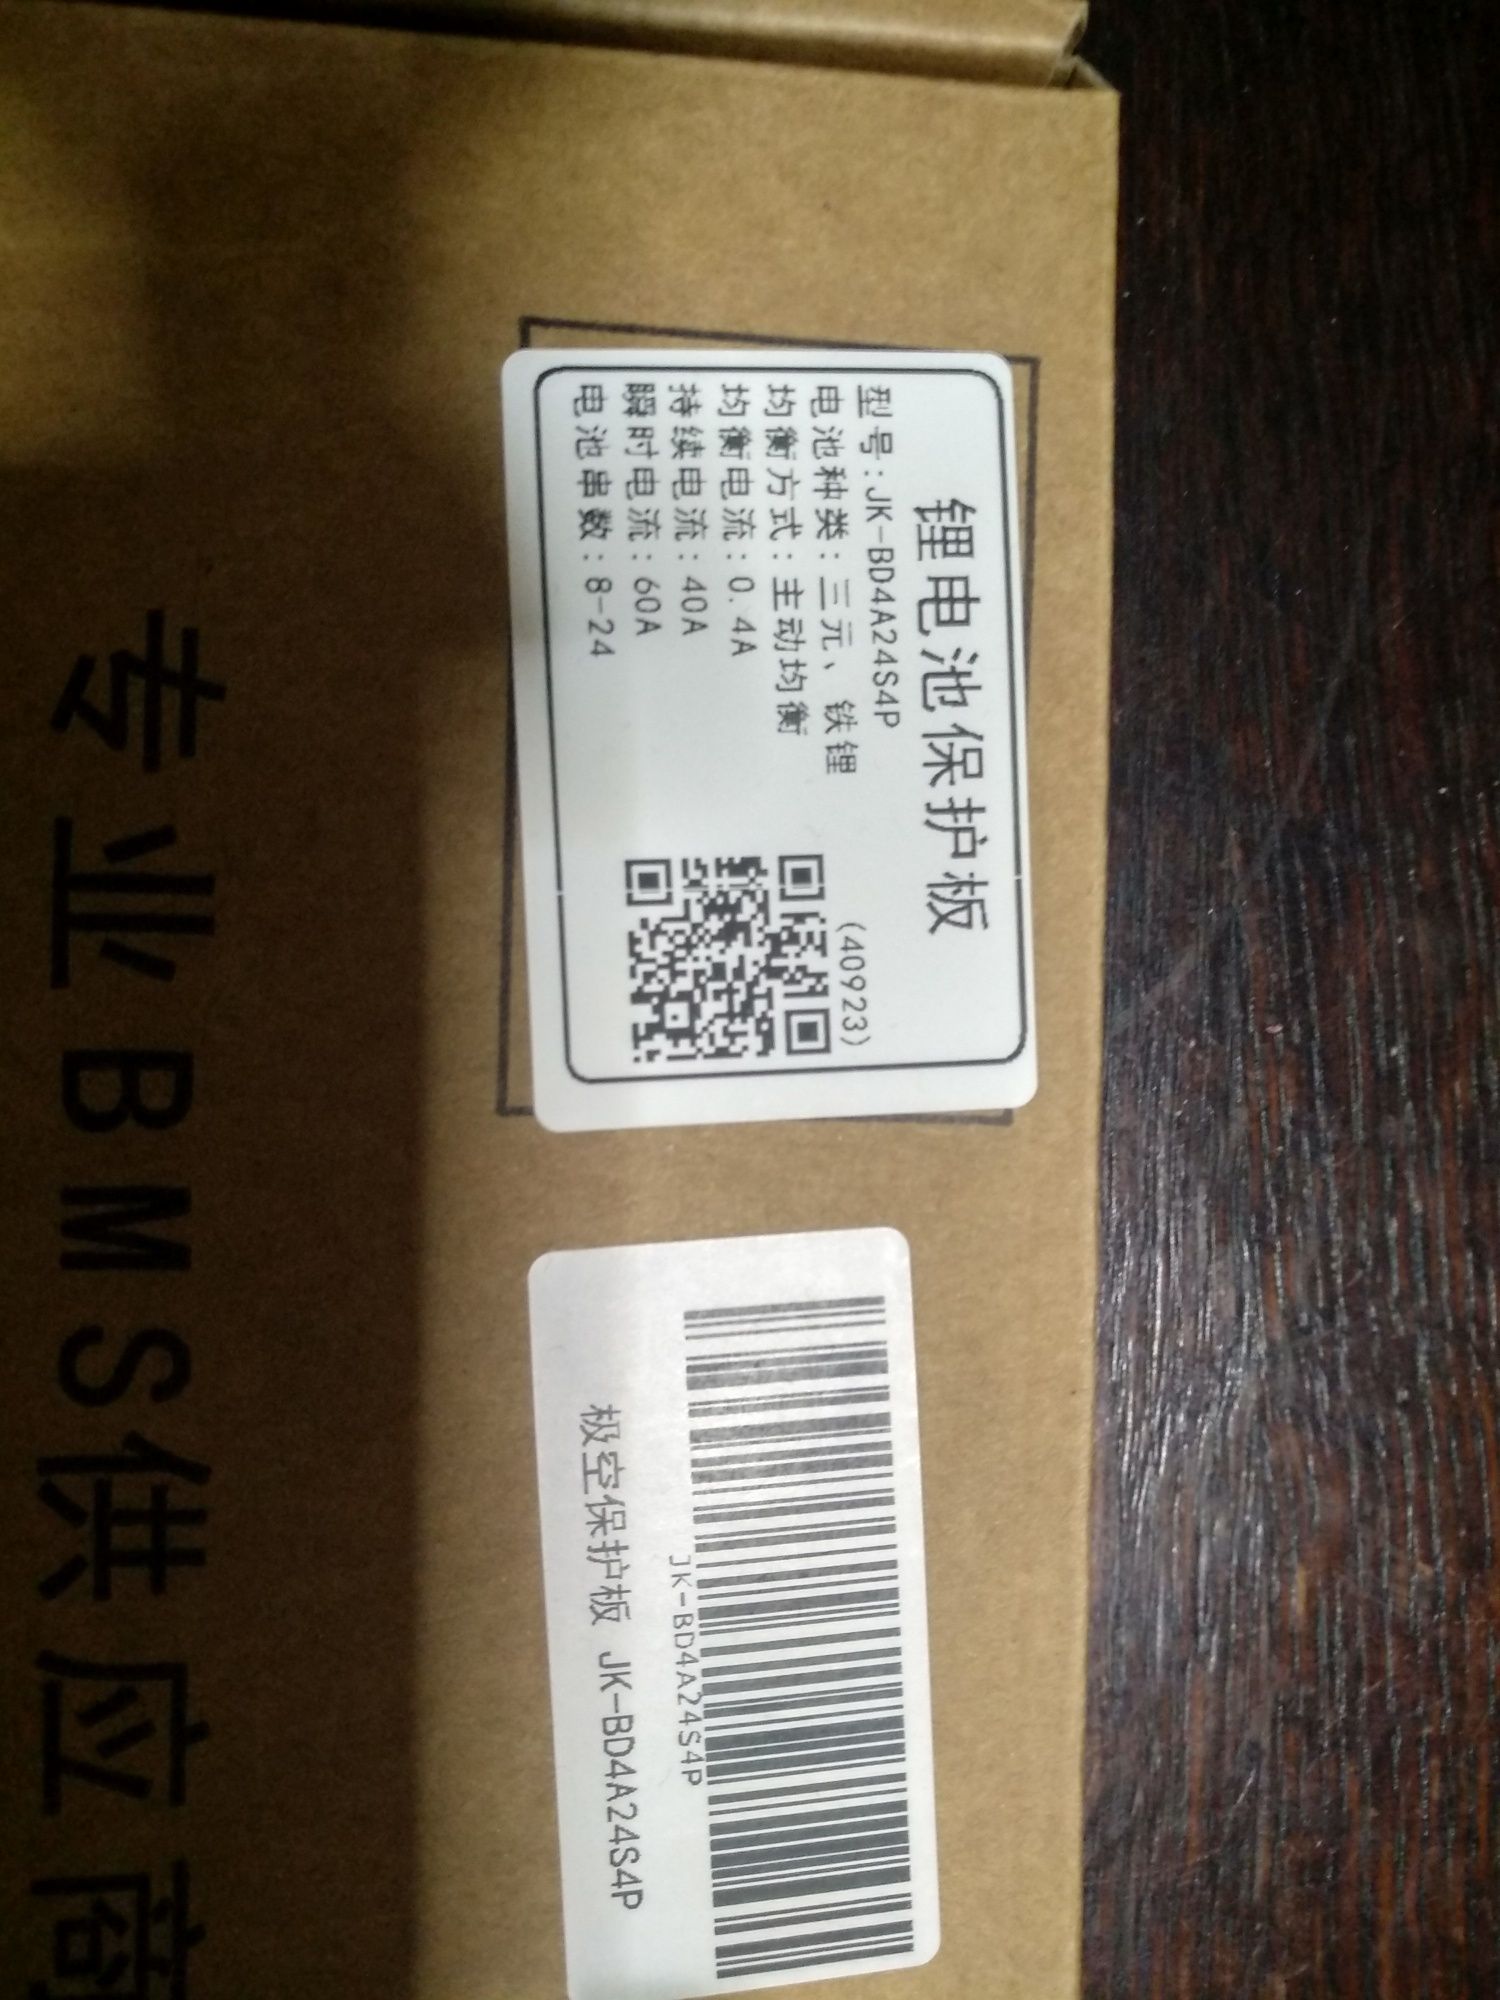 锂电池保护板
型号:JK-BD4A24S4P
(40923)
电池种类: 三元、铁锂
均衡方式: 主动均衡
均衡电流: 0.4A
持续电流: 40A
瞬时电流: 60A
电池串数: 8-24
JK-BD4A24S4P
极空保护板 JK-BD4A24S4P
专业BMS供应商